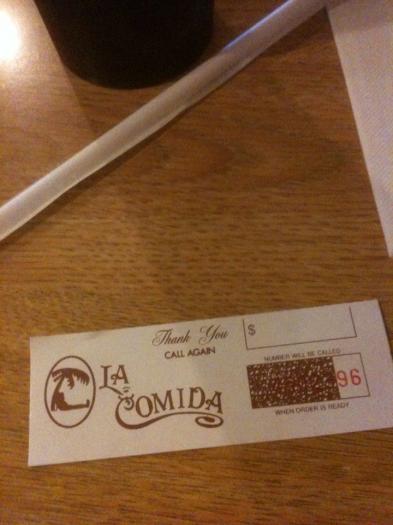 Thank You
CALL AGAIN
$
LA
COMIDA
NUMBER WILL BE CALLED
96
WHEN ORDER IS READY